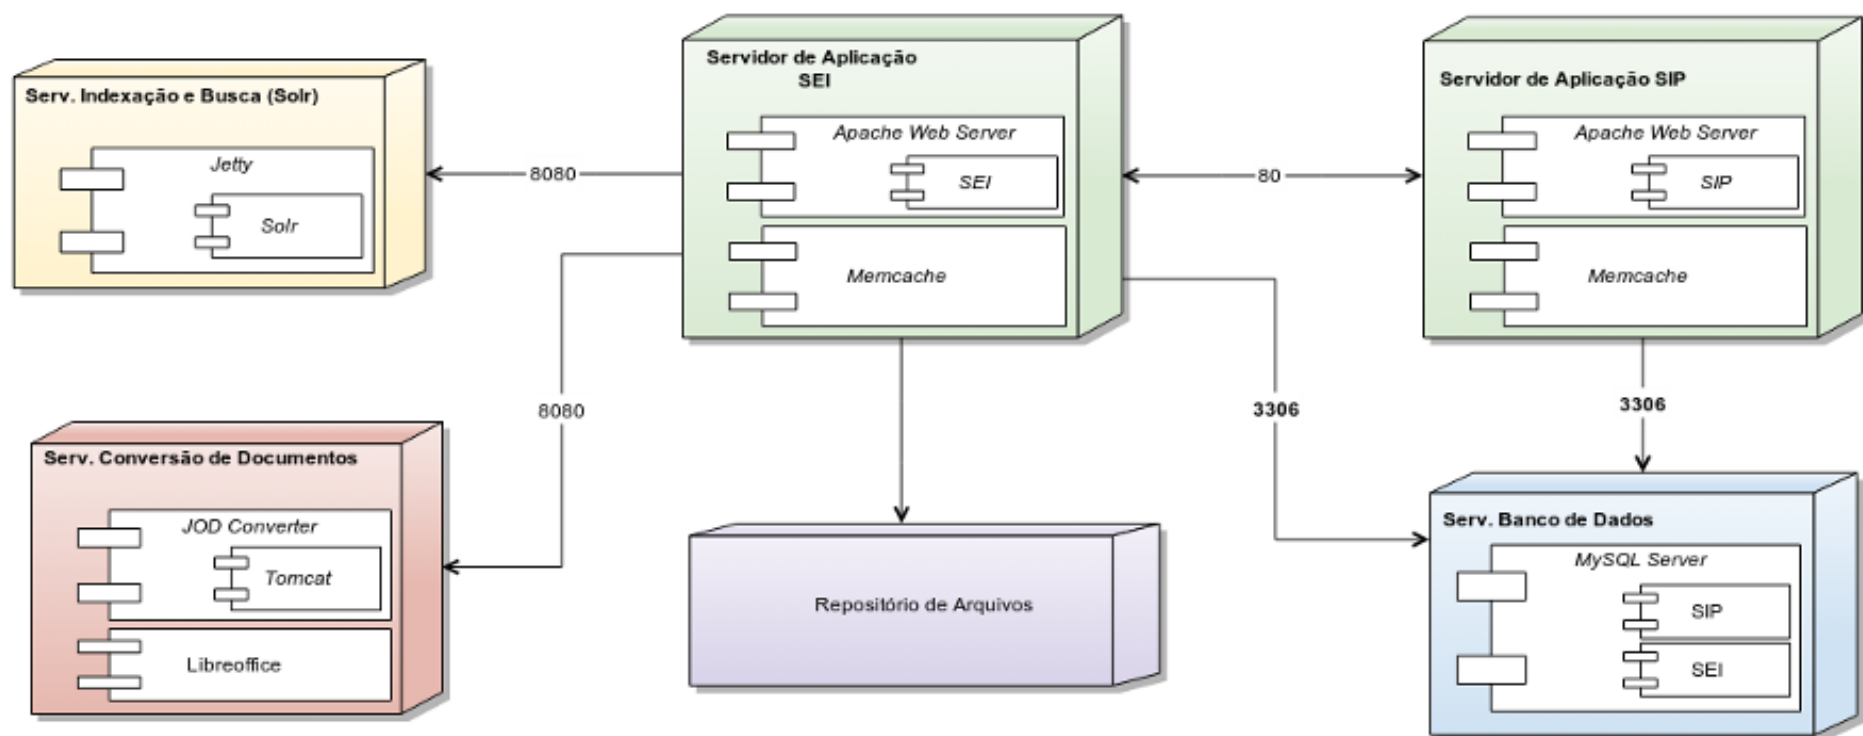 Serv. Indexação e Busca (Solr)
Jetty
Solr
8080
Servidor de Aplicação
SEI
Apache Web Server
SEI
Memcache
80
Servidor de Aplicação SIP
Apache Web Server
SIP
Memcache
8080
3306
3306
Serv. Conversão de Documentos
JOD Converter
Tomcat
Libreoffice
Repositório de Arquivos
Serv. Banco de Dados
MySQL Server
SIP
SEI